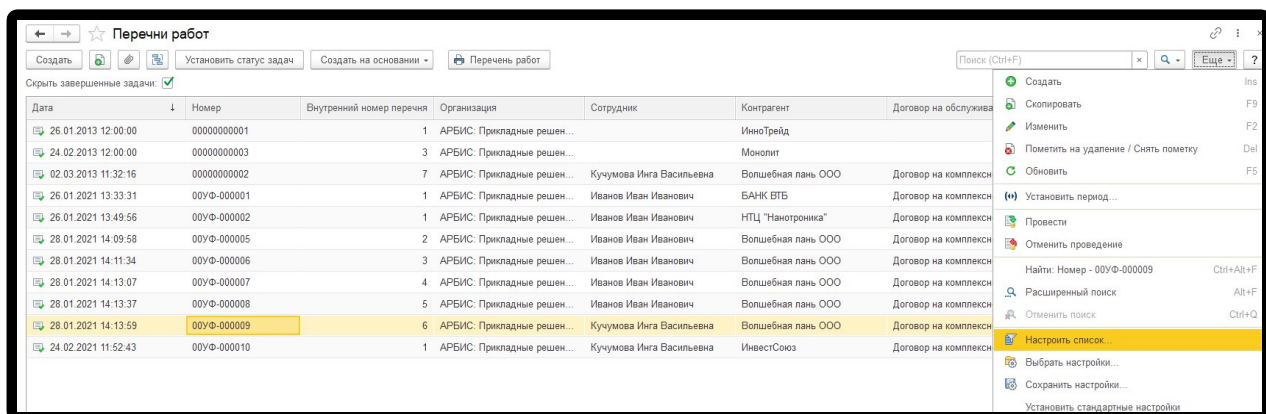 Перечни работ
Создать Установить статус задач Создать на основании Перечень работ Поиск (Ctrl+F) × Еще ?
Скрыть завершенные задачи:
Дата ↓ Номер Внутренний номер перечня Организация Сотрудник Контрагент Договор на обслужива
26.01.2013 12:00:00 00000000001 1 АРБИС: Прикладные решен... ИнноТрейд
24.02.2013 12:00:00 00000000003 3 АРБИС: Прикладные решен... Монолит
02.03.2013 11:32:16 00000000002 7 АРБИС: Прикладные решен... Кучумова Инга Васильевна Волшебная лань ООО Договор на комплексн
26.01.2021 13:33:31 00УФ-000001 1 АРБИС: Прикладные решен... Иванов Иван Иванович БАНК ВТБ Договор на комплексн
26.01.2021 13:49:56 00УФ-000002 1 АРБИС: Прикладные решен... Иванов Иван Иванович НТЦ "Нанотроника" Договор на комплексн
28.01.2021 14:09:58 00УФ-000005 2 АРБИС: Прикладные решен... Иванов Иван Иванович Волшебная лань ООО Договор на комплексн
28.01.2021 14:11:34 00УФ-000006 3 АРБИС: Прикладные решен... Иванов Иван Иванович Волшебная лань ООО Договор на комплексн
28.01.2021 14:13:07 00УФ-000007 4 АРБИС: Прикладные решен... Иванов Иван Иванович Волшебная лань ООО Договор на комплексн
28.01.2021 14:13:37 00УФ-000008 5 АРБИС: Прикладные решен... Иванов Иван Иванович Волшебная лань ООО Договор на комплексн
28.01.2021 14:13:59 00УФ-000009 6 АРБИС: Прикладные решен... Кучумова Инга Васильевна Волшебная лань ООО Договор на комплексн
24.02.2021 11:52:43 00УФ-000010 1 АРБИС: Прикладные решен... Кучумова Инга Васильевна ИнвестСоюз Договор на комплексн
Создать Ins
Скопировать F9
Изменить F2
Пометить на удаление / Снять пометку Del
Обновить F5
Установить период...
Провести
Отменить проведение
Найти: Номер - 00УФ-000009 Ctrl+Alt+F
Расширенный поиск Alt+F
Отменить поиск Ctrl+Q
Настроить список...
Выбрать настройки...
Сохранить настройки...
Установить стандартные настройки